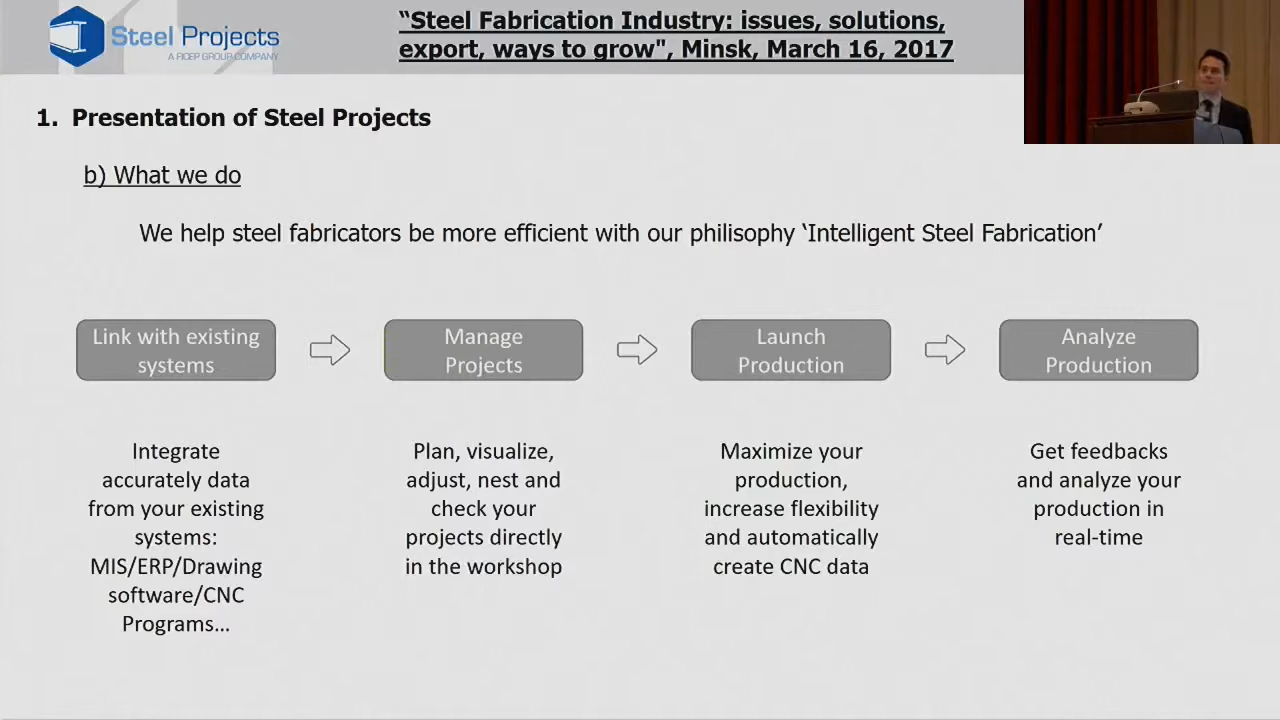 Steel Projects
A FICEP GROUP COMPANY
“Steel Fabrication Industry: issues, solutions,
export, ways to grow", Minsk, March 16, 2017
1. Presentation of Steel Projects
b) What we do
We help steel fabricators be more efficient with our philisophy ‘Intelligent Steel Fabrication’
Link with existing
systems
Manage
Projects
Launch
Production
Analyze
Production
Integrate
accurately data
from your existing
systems:
MIS/ERP/Drawing
software/CNC
Programs…
Plan, visualize,
adjust, nest and
check your
projects directly
in the workshop
Maximize your
production,
increase flexibility
and automatically
create CNC data
Get feedbacks
and analyze your
production in
real-time